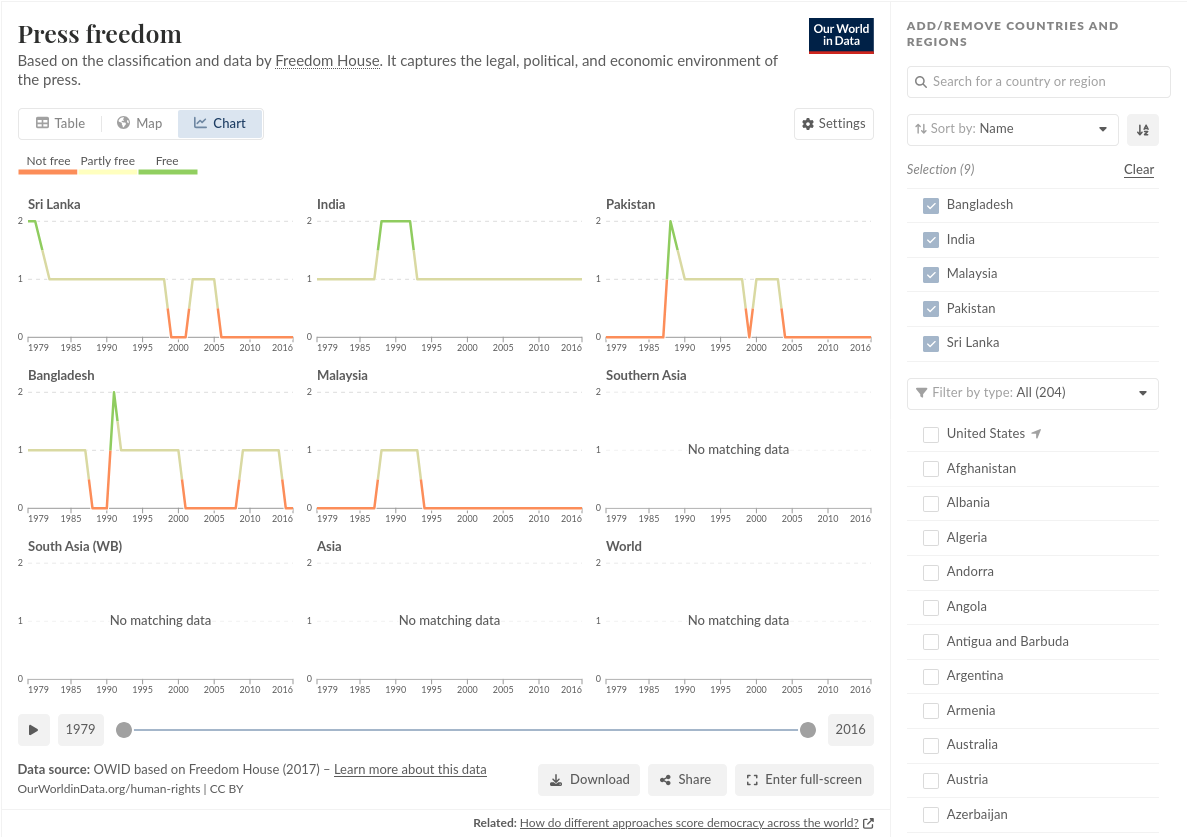 Press freedom
Based on the classification and data by Freedom House. It captures the legal, political, and economic environment of
the press.
Our World
in Data
Table
Map
Chart
Settings
Not free
Partly free
Free
Sri Lanka
2
1
0
1979 1985 1990 1995 2000 2005 2010 2016
India
2
1
0
1979 1985 1990 1995 2000 2005 2010 2016
Pakistan
2
1
0
1979 1985 1990 1995 2000 2005 2010 2016
Bangladesh
2
1
0
1979 1985 1990 1995 2000 2005 2010 2016
Malaysia
2
1
0
1979 1985 1990 1995 2000 2005 2010 2016
Southern Asia
2
1
No matching data
0
1979 1985 1990 1995 2000 2005 2010 2016
South Asia (WB)
2
1
No matching data
0
1979 1985 1990 1995 2000 2005 2010 2016
Asia
2
1
No matching data
0
1979 1985 1990 1995 2000 2005 2010 2016
World
2
1
No matching data
0
1979 1985 1990 1995 2000 2005 2010 2016
1979
2016
Data source: OWID based on Freedom House (2017) – Learn more about this data
OurWorldinData.org/human-rights | CC BY
Download
Share
Enter full-screen
Related: How do different approaches score democracy across the world?
ADD/REMOVE COUNTRIES AND
REGIONS
Search for a country or region
Sort by: Name
Selection (9)
Clear
Bangladesh
India
Malaysia
Pakistan
Sri Lanka
Filter by type: All (204)
United States
Afghanistan
Albania
Algeria
Andorra
Angola
Antigua and Barbuda
Argentina
Armenia
Australia
Austria
Azerbaijan